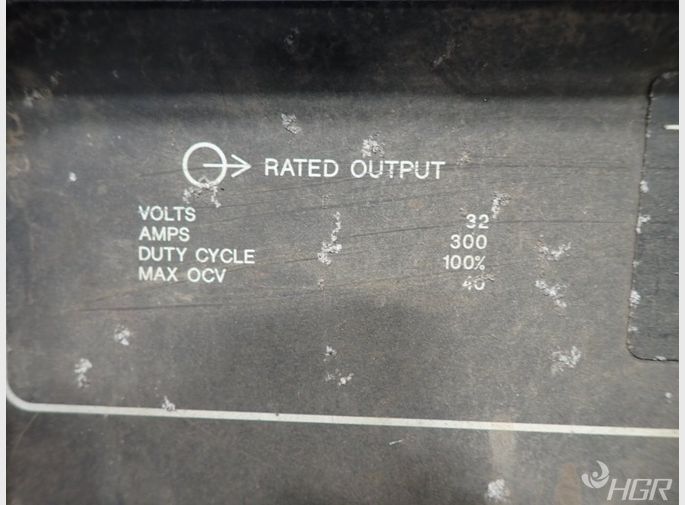 RATED OUTPUT
VOLTS 32
AMPS 300
DUTY CYCLE 100%
MAX OCV 40
HGR